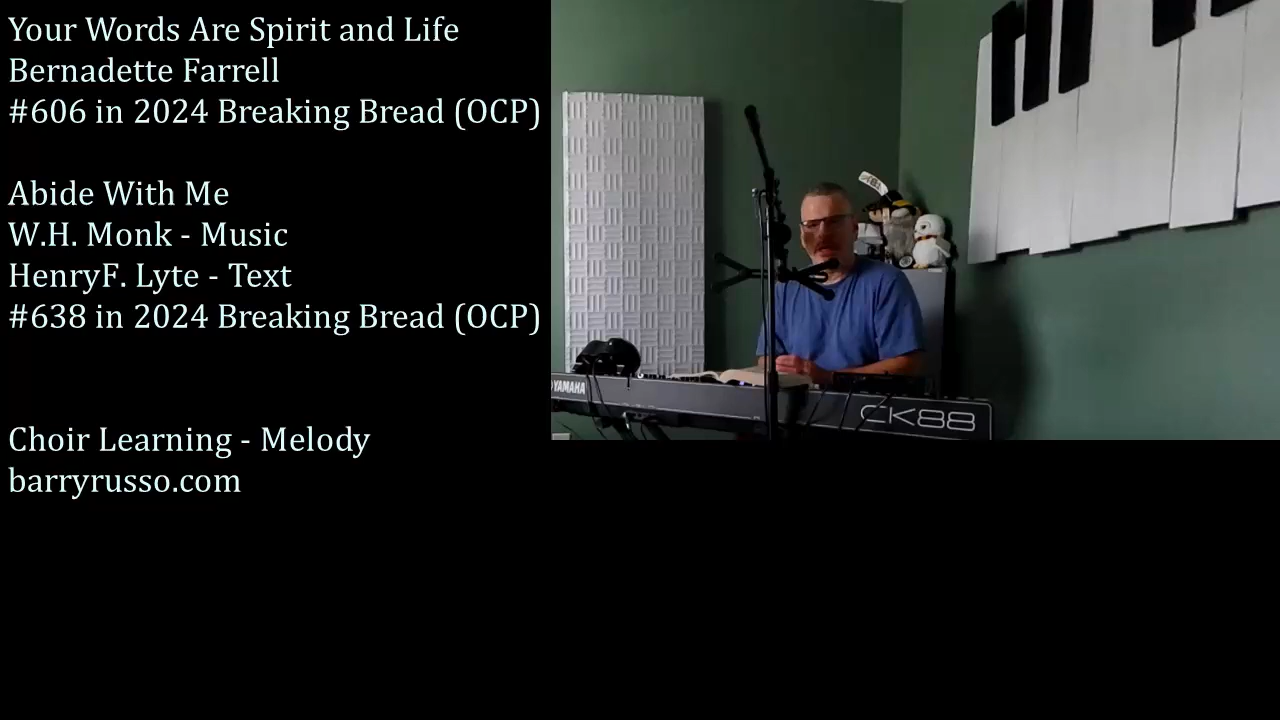 Your Words Are Spirit and Life
Bernadette Farrell
#606 in 2024 Breaking Bread (OCP)
Abide With Me
W.H. Monk - Music
HenryF. Lyte - Text
#638 in 2024 Breaking Bread (OCP)
Choir Learning - Melody
barryrusso.com
YAMAHA
CK88